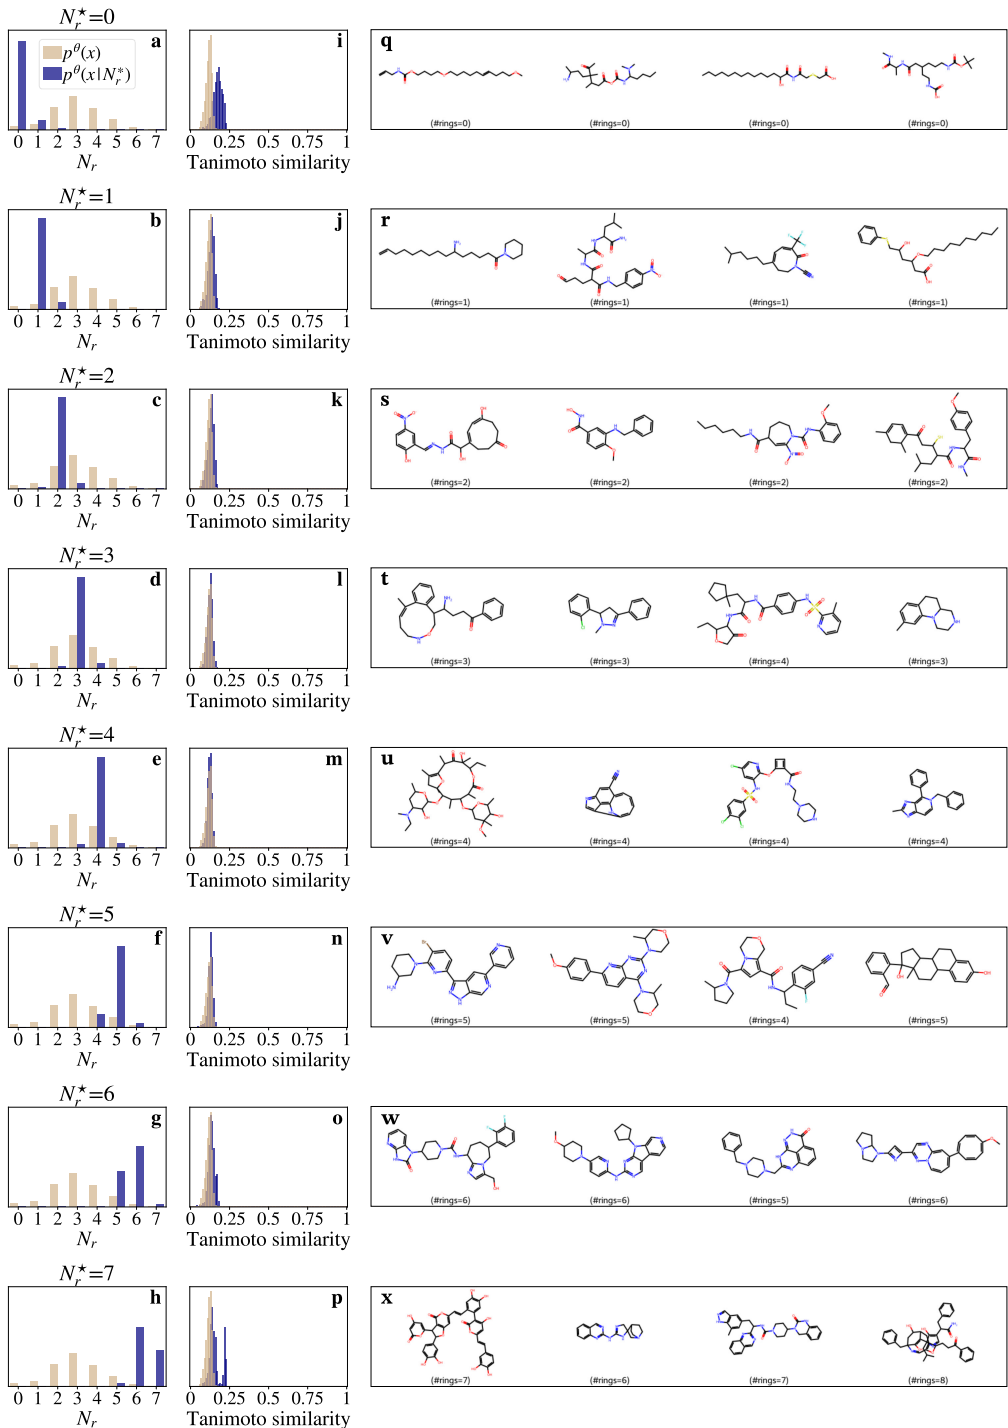 N_r^★=0
a
p^θ(x)
p^θ(x|N_r^*)
0 1 2 3 4 5 6 7
N_r
i
0 0.25 0.5 0.75 1
Tanimoto similarity
q
(#rings=0) (#rings=0) (#rings=0) (#rings=0)
N_r^★=1
b
0 1 2 3 4 5 6 7
N_r
j
0 0.25 0.5 0.75 1
Tanimoto similarity
r
(#rings=1) (#rings=1) (#rings=1) (#rings=1)
N_r^★=2
c
0 1 2 3 4 5 6 7
N_r
k
0 0.25 0.5 0.75 1
Tanimoto similarity
s
(#rings=2) (#rings=2) (#rings=2) (#rings=2)
N_r^★=3
d
0 1 2 3 4 5 6 7
N_r
l
0 0.25 0.5 0.75 1
Tanimoto similarity
t
(#rings=3) (#rings=3) (#rings=4) (#rings=3)
N_r^★=4
e
0 1 2 3 4 5 6 7
N_r
m
0 0.25 0.5 0.75 1
Tanimoto similarity
u
(#rings=4) (#rings=4) (#rings=4) (#rings=4)
N_r^★=5
f
0 1 2 3 4 5 6 7
N_r
n
0 0.25 0.5 0.75 1
Tanimoto similarity
v
(#rings=5) (#rings=5) (#rings=4) (#rings=5)
N_r^★=6
g
0 1 2 3 4 5 6 7
N_r
o
0 0.25 0.5 0.75 1
Tanimoto similarity
w
(#rings=6) (#rings=6) (#rings=5) (#rings=6)
N_r^★=7
h
0 1 2 3 4 5 6 7
N_r
p
0 0.25 0.5 0.75 1
Tanimoto similarity
x
(#rings=7) (#rings=6) (#rings=7) (#rings=8)